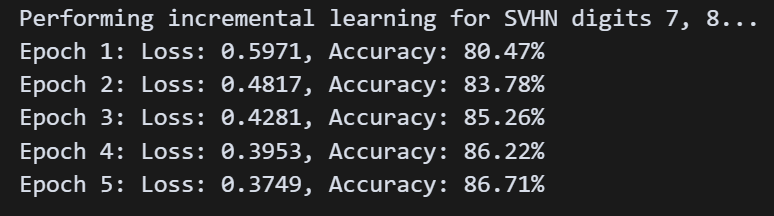 Performing incremental learning for SVHN digits 7, 8...
Epoch 1: Loss: 0.5971, Accuracy: 80.47%
Epoch 2: Loss: 0.4817, Accuracy: 83.78%
Epoch 3: Loss: 0.4281, Accuracy: 85.26%
Epoch 4: Loss: 0.3953, Accuracy: 86.22%
Epoch 5: Loss: 0.3749, Accuracy: 86.71%